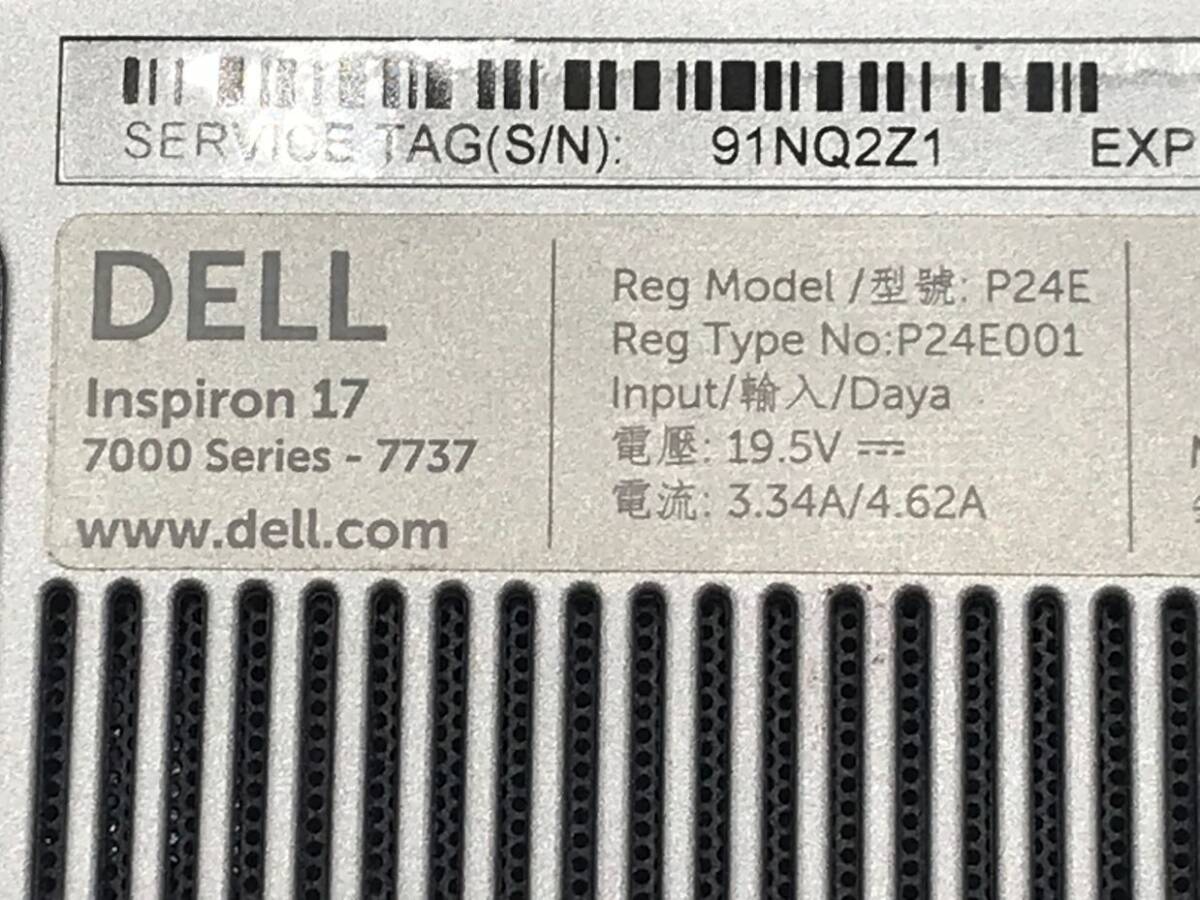 SERVICE TAG(S/N): 91NQ2Z1 EXP
DELL
Inspiron 17
7000 Series - 7737
www.dell.com
Reg Model /型號: P24E
Reg Type No:P24E001
Input/輸入/Daya
電壓: 19.5V ⎓
電流: 3.34A/4.62A